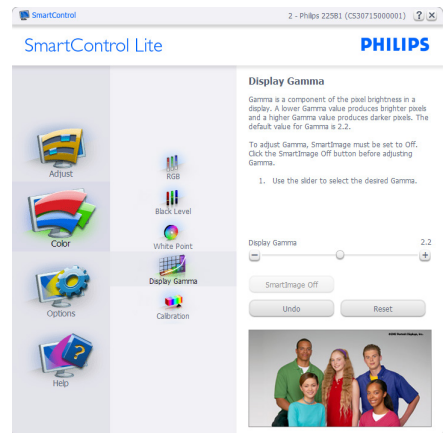 SmartControl
2 - Philips 225B1 (CS30715000001)
?
SmartControl Lite
PHILIPS
Adjust
Color
Options
Help
RGB
Black Level
White Point
Display Gamma
Calibration
Display Gamma
Gamma is a component of the pixel brightness in a
display. A lower Gamma value produces brighter pixels
and a higher Gamma value produces darker pixels. The
default value for Gamma is 2.2.
To adjust Gamma, SmartImage must be set to Off.
Click the SmartImage Off button before adjusting
Gamma.
1. Use the slider to select the desired Gamma.
Display Gamma 2.2
SmartImage Off
Undo Reset